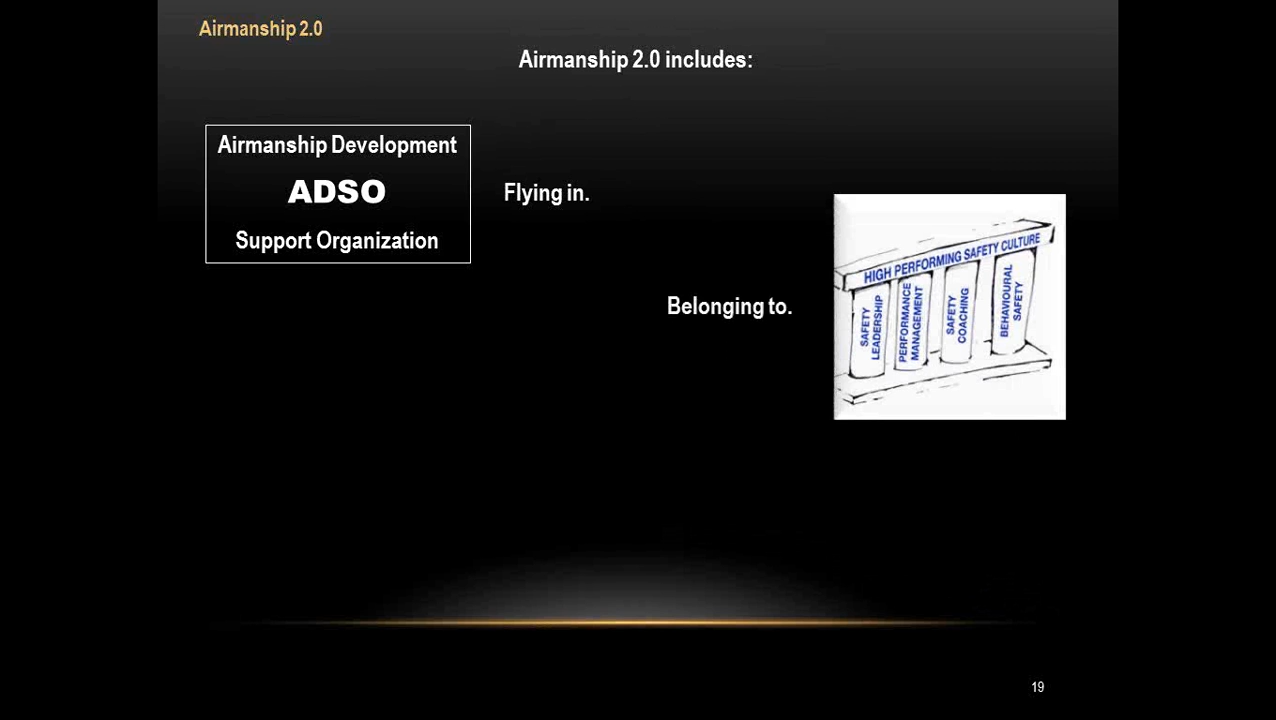 Airmanship 2.0
Airmanship 2.0 includes:
Airmanship Development
ADSO
Support Organization
Flying in.
Belonging to.
HIGH PERFORMING SAFETY CULTURE
SAFETY
LEADERSHIP
PERFORMANCE
MANAGEMENT
SAFETY
COACHING
BEHAVIOURAL
SAFETY
19